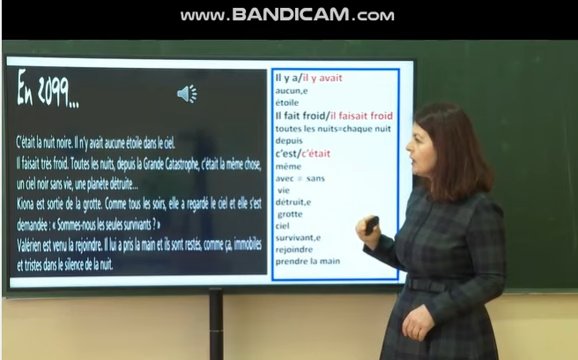 www.BANDICAM.com
En 2099...
C'était la nuit noire. Il n'y avait aucune étoile dans le ciel.
Il faisait très froid. Toutes les nuits, depuis la Grande Catastrophe, c'était la même chose,
un ciel noir sans vie, une planète détruite...
Kiona est sortie de la grotte. Comme tous les soirs, elle a regardé le ciel et elle s'est
demandée : « Sommes-nous les seules survivants ? »
Valérien est venu la rejoindre. Il lui a pris la main et ils sont restés, comme ça, immobiles
et tristes dans le silence de la nuit.
Il y a/il y avait
aucun,e
étoile
Il fait froid/il faisait froid
toutes les nuits=chaque nuit
depuis
c'est/c'était
même
avec ≠ sans
vie
détruit,e
grotte
ciel
survivant,e
rejoindre
prendre la main